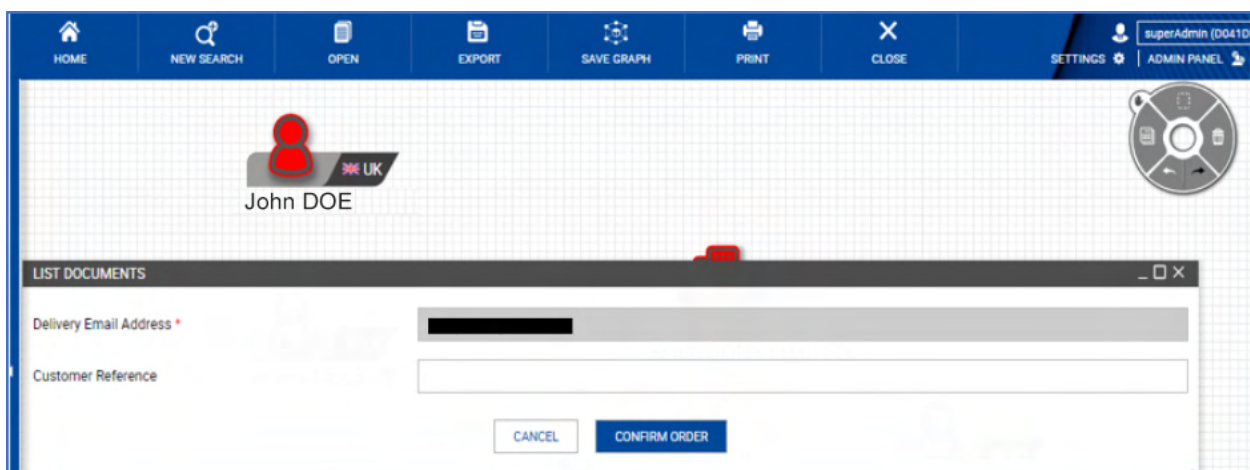 HOME NEW SEARCH OPEN EXPORT SAVE GRAPH PRINT CLOSE
superAdmin (D041D
SETTINGS ADMIN PANEL
UK
John DOE
LIST DOCUMENTS
Delivery Email Address *
Customer Reference
CANCEL CONFIRM ORDER